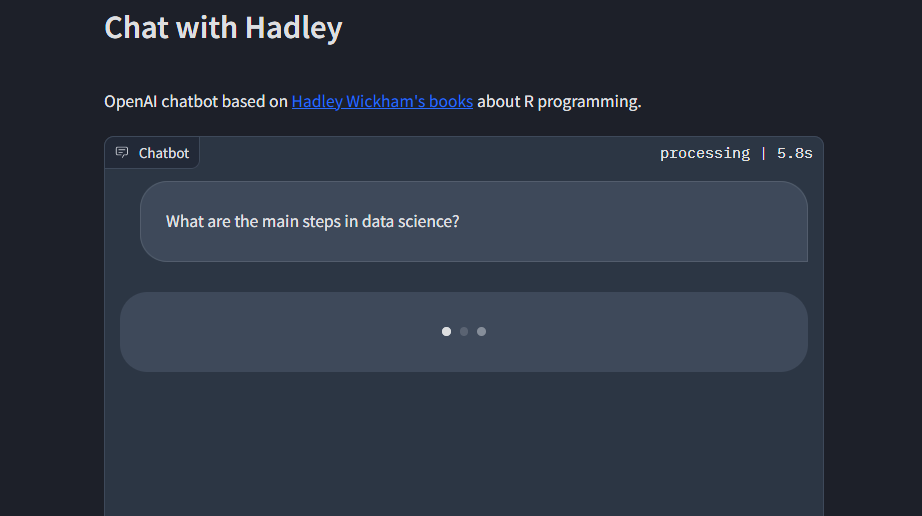 Chat with Hadley
OpenAI chatbot based on Hadley Wickham's books about R programming.
Chatbot
processing | 5.8s
What are the main steps in data science?